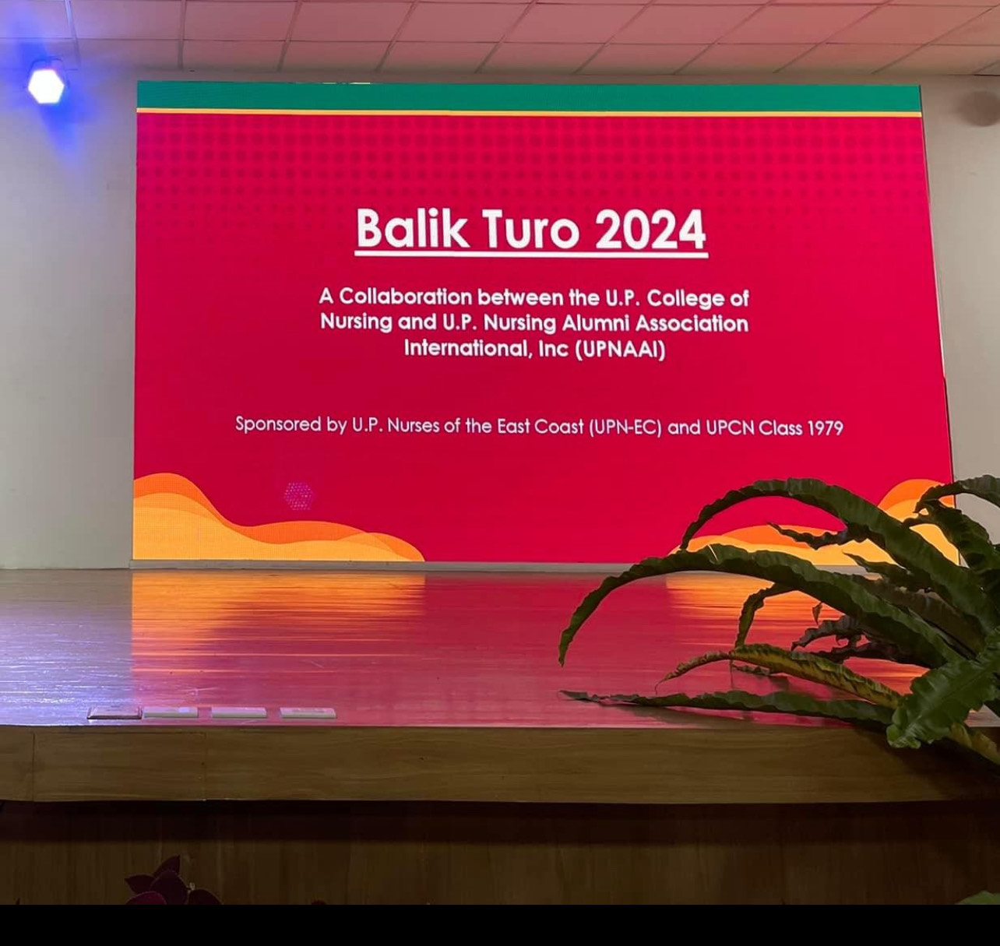 Balik Turo 2024
A Collaboration between the U.P. College of
Nursing and U.P. Nursing Alumni Association
International, Inc (UPNAAI)
Sponsored by U.P. Nurses of the East Coast (UPN-EC) and UPCN Class 1979